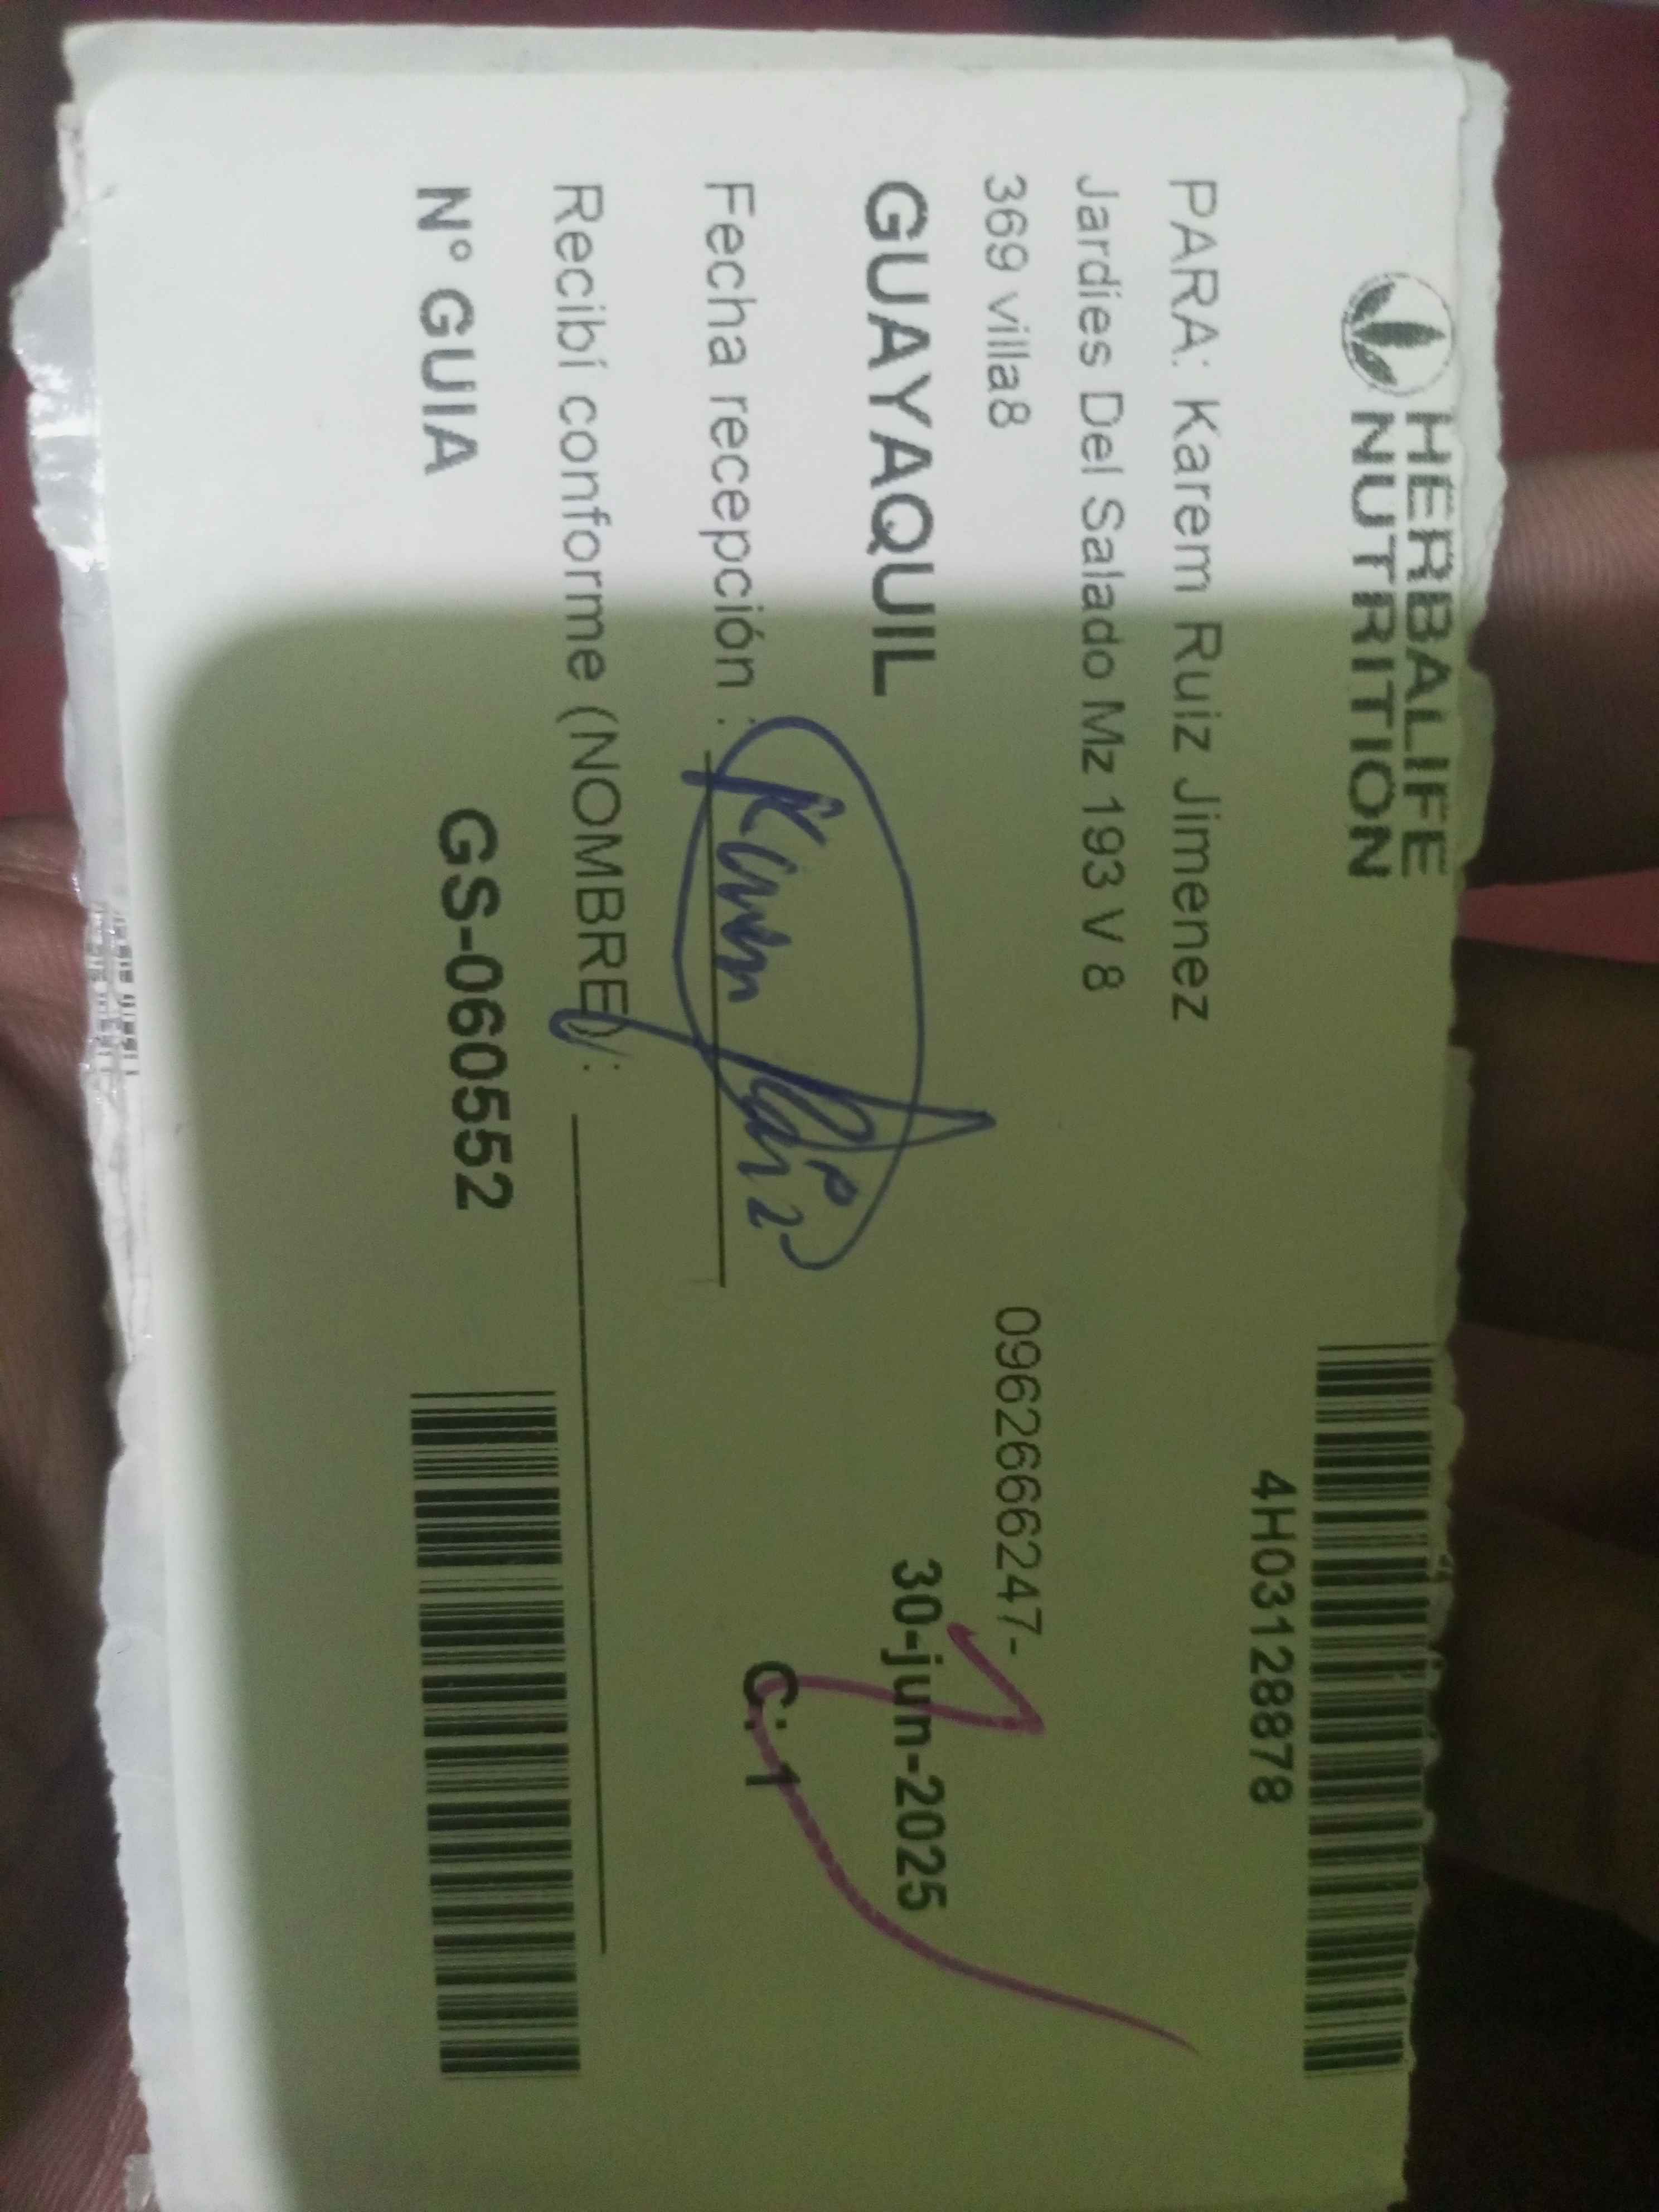 HERBALIFE
NUTRITION
4H03128878
PARA: Karem Ruiz Jimenez
Jardíes Del Salado Mz 193 V 8
369 villa8
0962666247-
GUAYAQUIL
30-jun-2025
Fecha recepción :
C: 1
Recibí conforme (NOMBRE) :
N° GUIA GS-060552